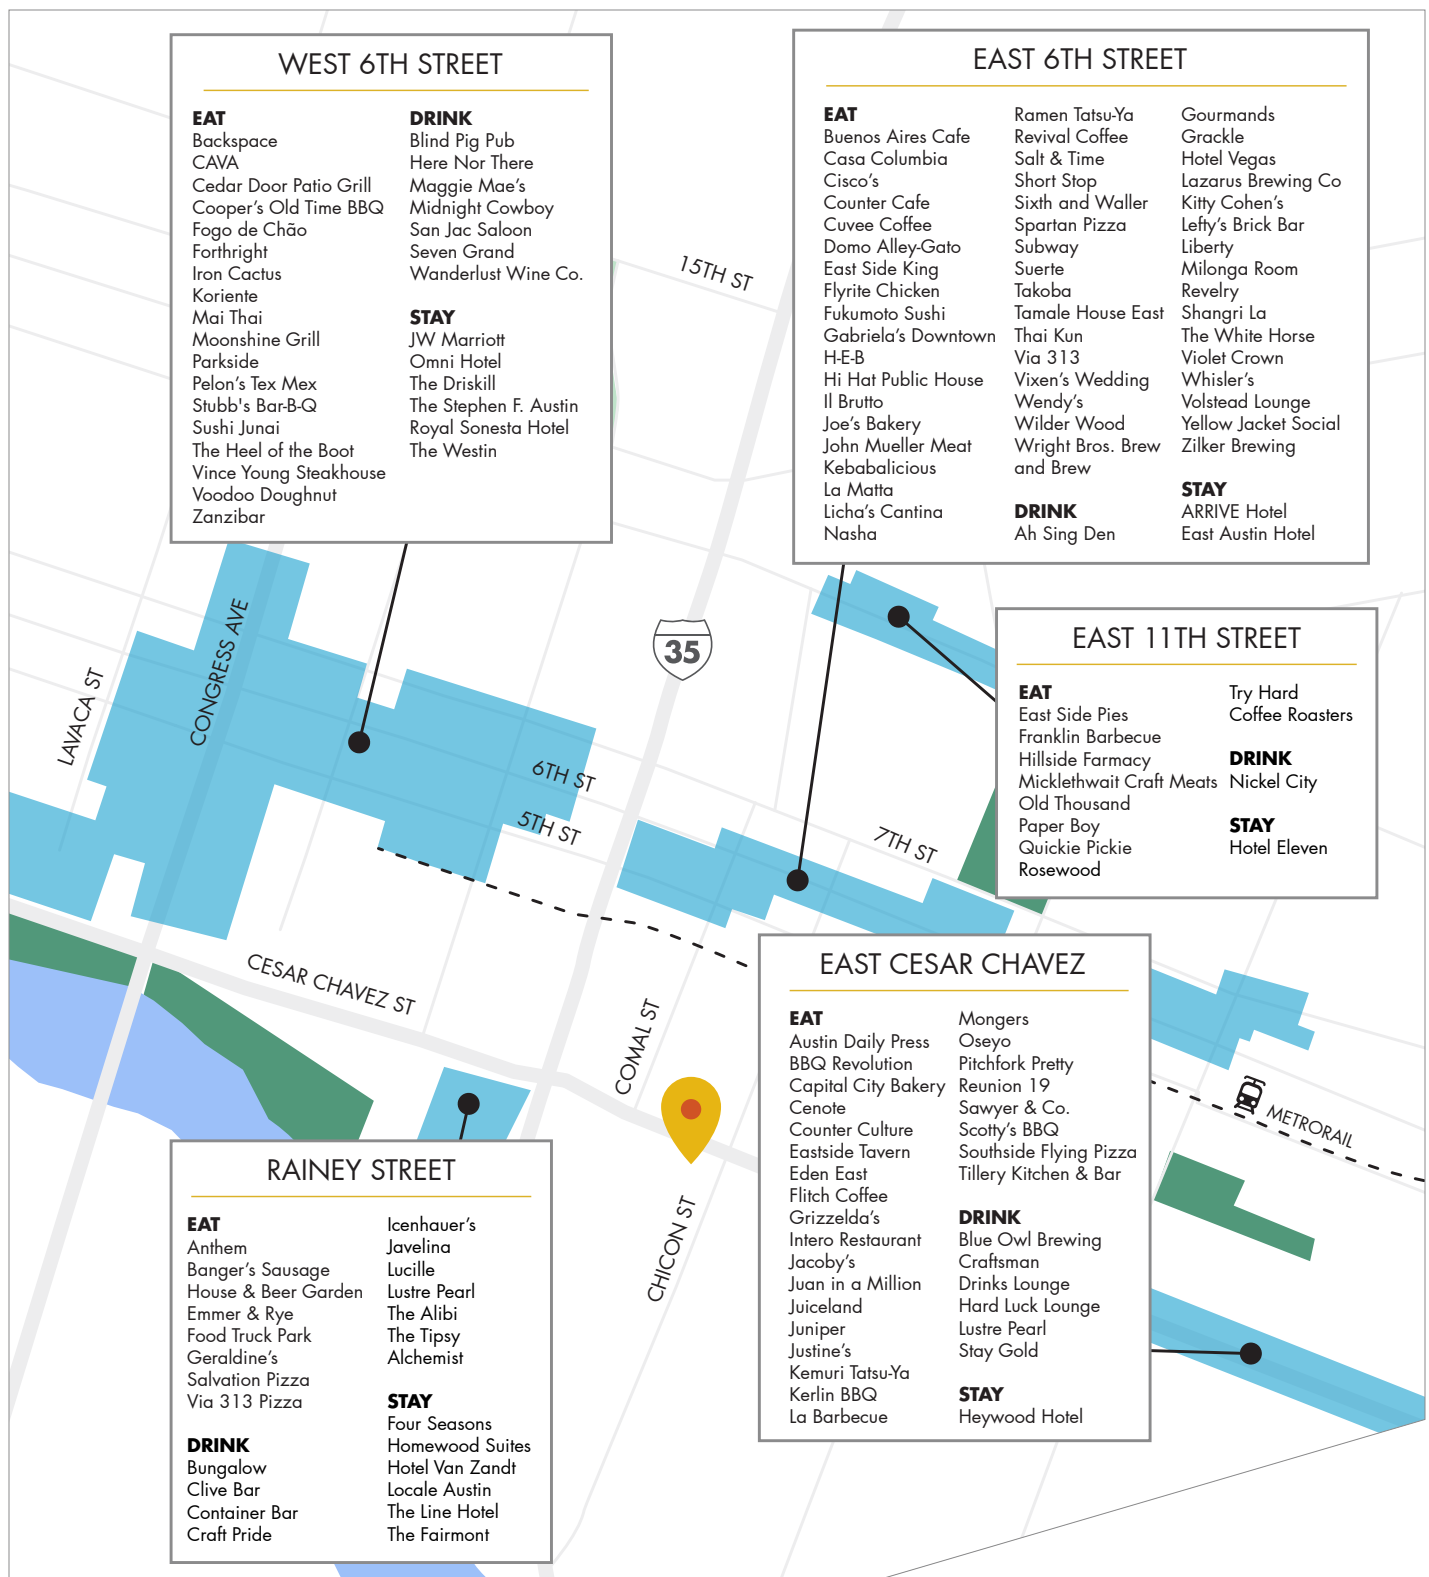 WEST 6TH STREET
EAT
Backspace
CAVA
Cedar Door Patio Grill
Cooper's Old Time BBQ
Fogo de Chão
Forthright
Iron Cactus
Koriente
Mai Thai
Moonshine Grill
Parkside
Pelon's Tex Mex
Stubb's Bar-B-Q
Sushi Junai
The Heel of the Boot
Vince Young Steakhouse
Voodoo Doughnut
Zanzibar
DRINK
Blind Pig Pub
Here Nor There
Maggie Mae's
Midnight Cowboy
San Jac Saloon
Seven Grand
Wanderlust Wine Co.
STAY
JW Marriott
Omni Hotel
The Driskill
The Stephen F. Austin
Royal Sonesta Hotel
The Westin
EAST 6TH STREET
EAT
Buenos Aires Cafe
Casa Columbia
Cisco's
Counter Cafe
Cuvee Coffee
Domo Alley-Gato
East Side King
Flyrite Chicken
Fukumoto Sushi
Gabriela's Downtown
H-E-B
Hi Hat Public House
Il Brutto
Joe's Bakery
John Mueller Meat
Kebabalicious
La Matta
Licha's Cantina
Nasha
Ramen Tatsu-Ya
Revival Coffee
Salt & Time
Short Stop
Sixth and Waller
Spartan Pizza
Subway
Suerte
Takoba
Tamale House East
Thai Kun
Via 313
Vixen's Wedding
Wendy's
Wilder Wood
Wright Bros. Brew
and Brew
DRINK
Ah Sing Den
Gourmands
Grackle
Hotel Vegas
Lazarus Brewing Co
Kitty Cohen's
Lefty's Brick Bar
Liberty
Milonga Room
Revelry
Shangri La
The White Horse
Violet Crown
Whisler's
Volstead Lounge
Yellow Jacket Social
Zilker Brewing
STAY
ARRIVE Hotel
East Austin Hotel
15TH ST
35
LAVACA ST
CONGRESS AVE
6TH ST
5TH ST
7TH ST
EAST 11TH STREET
EAT
East Side Pies
Franklin Barbecue
Hillside Farmacy
Micklethwait Craft Meats
Old Thousand
Paper Boy
Quickie Pickie
Rosewood
Try Hard
Coffee Roasters
DRINK
Nickel City
STAY
Hotel Eleven
CESAR CHAVEZ ST
COMAL ST
CHICON ST
METRORAIL
EAST CESAR CHAVEZ
EAT
Austin Daily Press
BBQ Revolution
Capital City Bakery
Cenote
Counter Culture
Eastside Tavern
Eden East
Flitch Coffee
Grizzelda's
Intero Restaurant
Jacoby's
Juan in a Million
Juiceland
Juniper
Justine's
Kemuri Tatsu-Ya
Kerlin BBQ
La Barbecue
Mongers
Oseyo
Pitchfork Pretty
Reunion 19
Sawyer & Co.
Scotty's BBQ
Southside Flying Pizza
Tillery Kitchen & Bar
DRINK
Blue Owl Brewing
Craftsman
Drinks Lounge
Hard Luck Lounge
Lustre Pearl
Stay Gold
STAY
Heywood Hotel
RAINEY STREET
EAT
Anthem
Banger's Sausage
House & Beer Garden
Emmer & Rye
Food Truck Park
Geraldine's
Salvation Pizza
Via 313 Pizza
DRINK
Bungalow
Clive Bar
Container Bar
Craft Pride
Icenhauer's
Javelina
Lucille
Lustre Pearl
The Alibi
The Tipsy
Alchemist
STAY
Four Seasons
Homewood Suites
Hotel Van Zandt
Locale Austin
The Line Hotel
The Fairmont